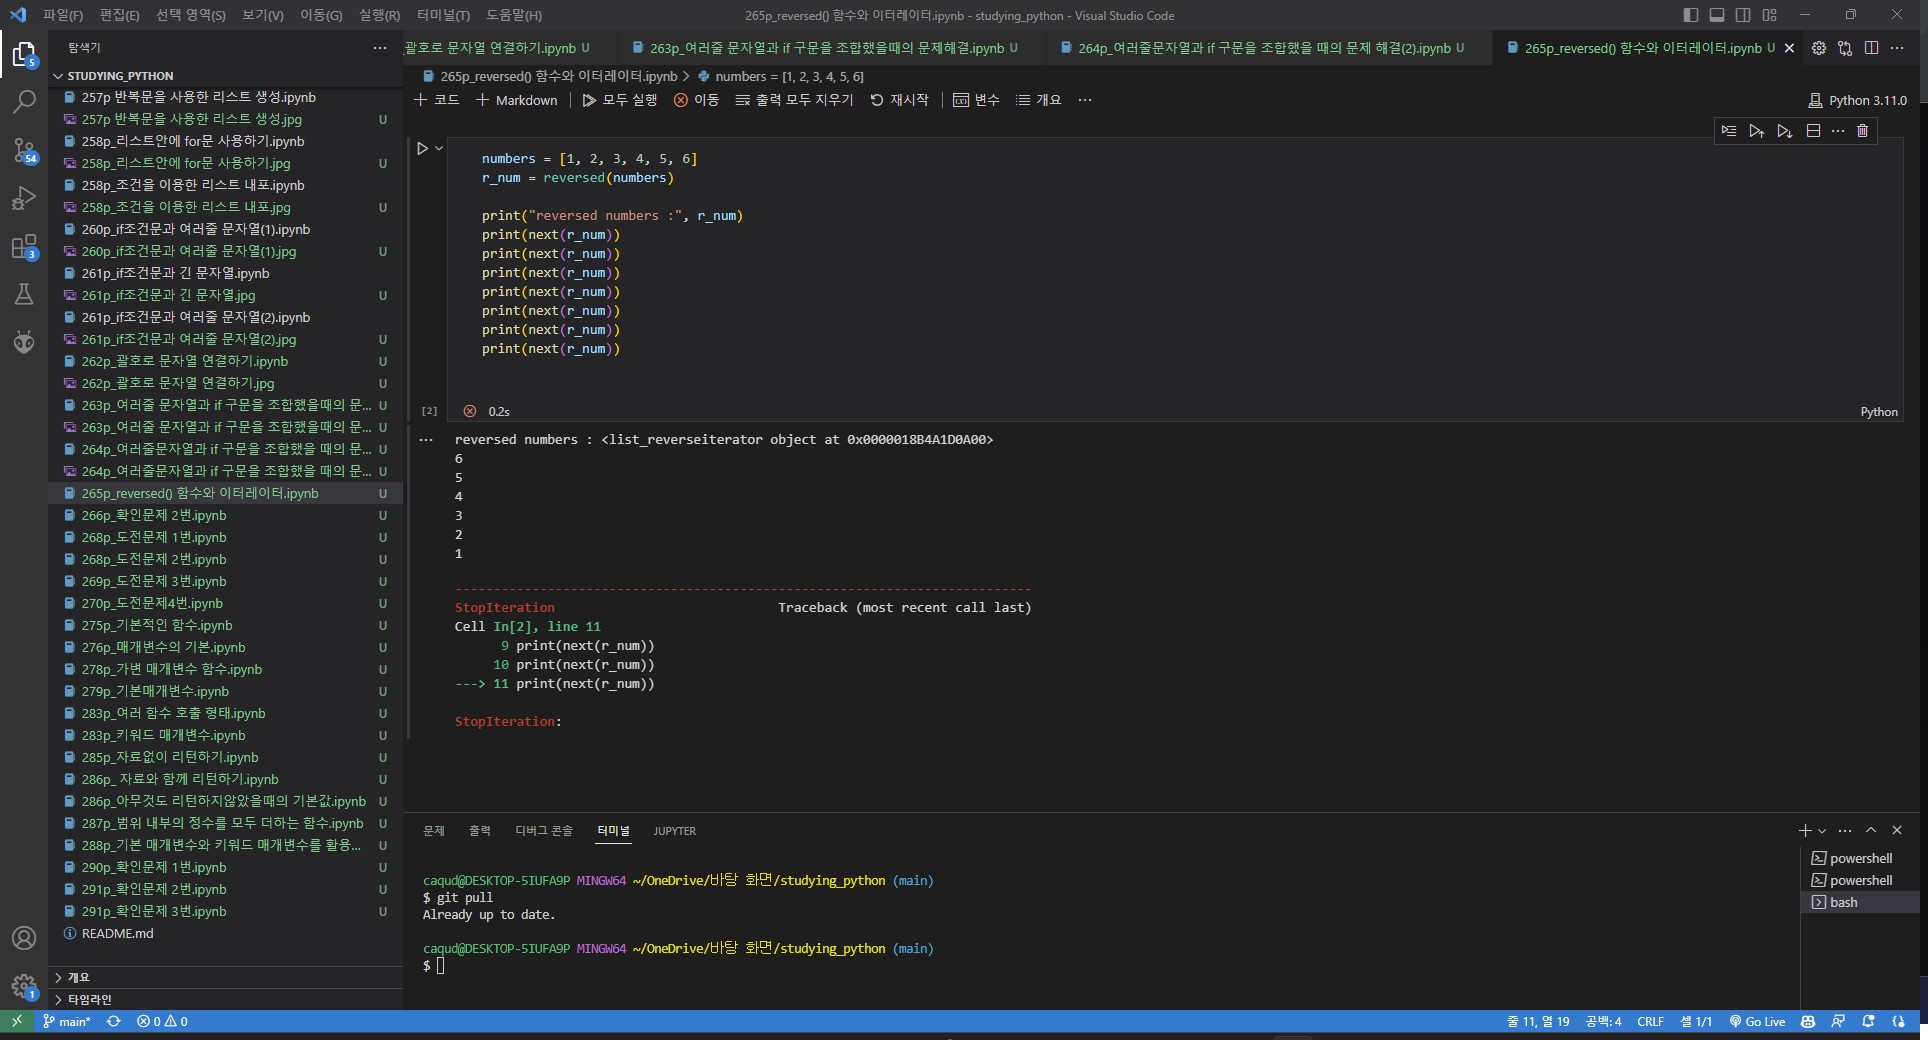 파일(F) 편집(E) 선택 영역(S) 보기(V) 이동(G) 실행(R) 터미널(T) 도움말(H)
265p_reversed() 함수와 이터레이터.ipynb - studying_python - Visual Studio Code
탐색기
STUDYING_PYTHON
257p 반복문을 사용한 리스트 생성.ipynb
257p 반복문을 사용한 리스트 생성.jpg U
258p_리스트안에 for문 사용하기.ipynb
258p_리스트안에 for문 사용하기.jpg U
258p_조건을 이용한 리스트 내포.ipynb
258p_조건을 이용한 리스트 내포.jpg U
260p_if조건문과 여러줄 문자열(1).ipynb
260p_if조건문과 여러줄 문자열(1).jpg U
261p_if조건문과 긴 문자열.ipynb
261p_if조건문과 긴 문자열.jpg U
261p_if조건문과 여러줄 문자열(2).ipynb
261p_if조건문과 여러줄 문자열(2).jpg U
262p_괄호로 문자열 연결하기.ipynb U
262p_괄호로 문자열 연결하기.jpg U
263p_여러줄 문자열과 if 구문을 조합했을때의 문... U
263p_여러줄 문자열과 if 구문을 조합했을때의 문... U
264p_여러줄문자열과 if 구문을 조합했을 때의 문... U
264p_여러줄문자열과 if 구문을 조합했을 때의 문... U
265p_reversed() 함수와 이터레이터.ipynb U
266p_확인문제 2번.ipynb U
268p_도전문제 1번.ipynb U
268p_도전문제 2번.ipynb U
269p_도전문제 3번.ipynb U
270p_도전문제4번.ipynb U
275p_기본적인 함수.ipynb U
276p_매개변수의 기본.ipynb U
278p_가변 매개변수 함수.ipynb U
279p_기본매개변수.ipynb U
283p_여러 함수 호출 형태.ipynb U
283p_키워드 매개변수.ipynb U
285p_자료없이 리턴하기.ipynb U
286p_ 자료와 함께 리턴하기.ipynb U
286p_아무것도 리턴하지않았을때의 기본값.ipynb U
287p_범위 내부의 정수를 모두 더하는 함수.ipynb U
288p_기본 매개변수와 키워드 매개변수를 활용... U
290p_확인문제 1번.ipynb U
291p_확인문제 2번.ipynb U
291p_확인문제 3번.ipynb U
README.md
개요
타임라인
5
54
3
1
괄호로 문자열 연결하기.ipynb U
263p_여러줄 문자열과 if 구문을 조합했을때의 문제해결.ipynb U
264p_여러줄문자열과 if 구문을 조합했을 때의 문제 해결(2).ipynb U
265p_reversed() 함수와 이터레이터.ipynb U
265p_reversed() 함수와 이터레이터.ipynb > numbers = [1, 2, 3, 4, 5, 6]
+ 코드 + Markdown 모두 실행 이동 출력 모두 지우기 재시작 변수 개요 ...
Python 3.11.0
numbers = [1, 2, 3, 4, 5, 6]
r_num = reversed(numbers)
print("reversed numbers :", r_num)
print(next(r_num))
print(next(r_num))
print(next(r_num))
print(next(r_num))
print(next(r_num))
print(next(r_num))
print(next(r_num))
[2] 0.2s
Python
reversed numbers : <list_reverseiterator object at 0x0000018B4A1D0A00>
6
5
4
3
2
1
---------------------------------------------------------------------------
StopIteration Traceback (most recent call last)
Cell In[2], line 11
9 print(next(r_num))
10 print(next(r_num))
---> 11 print(next(r_num))
StopIteration:
문제 출력 디버그 콘솔 터미널 JUPYTER
caqud@DESKTOP-5IUFA9P MINGW64 ~/OneDrive/바탕 화면/studying_python (main)
$ git pull
Already up to date.
caqud@DESKTOP-5IUFA9P MINGW64 ~/OneDrive/바탕 화면/studying_python (main)
$
powershell
powershell
bash
main* 0 0
줄 11, 열 19 공백: 4 CRLF 셀 1/1 Go Live